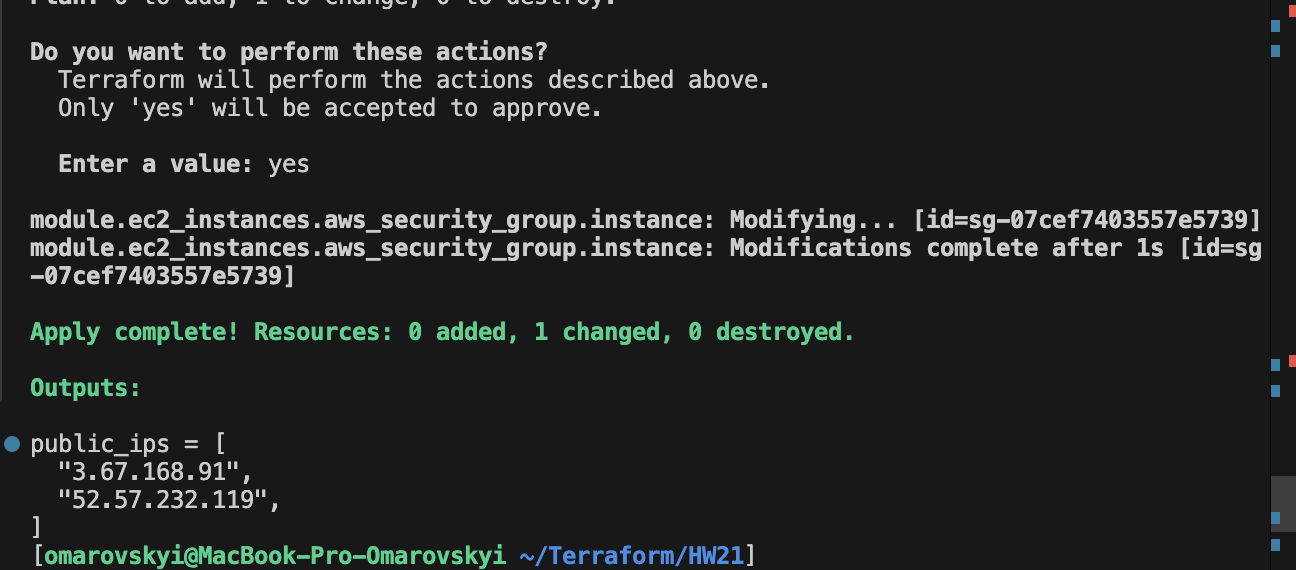 Plan: 0 to add, 1 to change, 0 to destroy.
Do you want to perform these actions?
Terraform will perform the actions described above.
Only 'yes' will be accepted to approve.
Enter a value: yes
module.ec2_instances.aws_security_group.instance: Modifying... [id=sg-07cef7403557e5739]
module.ec2_instances.aws_security_group.instance: Modifications complete after 1s [id=sg
-07cef7403557e5739]
Apply complete! Resources: 0 added, 1 changed, 0 destroyed.
Outputs:
public_ips = [
"3.67.168.91",
"52.57.232.119",
]
[omarovskyi@MacBook-Pro-Omarovskyi ~/Terraform/HW21]